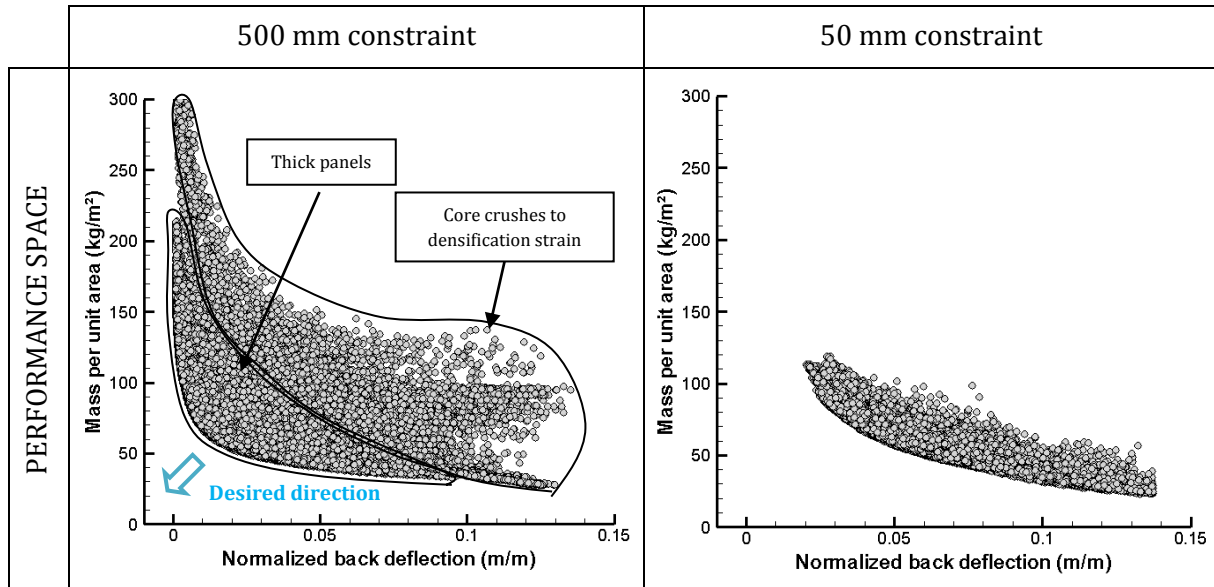 500 mm constraint
50 mm constraint
PERFORMANCE SPACE
Mass per unit area (kg/m²)
300
250
200
150
100
50
0
Thick panels
Core crushes to
densification strain
Desired direction
0
0.05
0.1
0.15
Normalized back deflection (m/m)
Mass per unit area (kg/m²)
300
250
200
150
100
50
0
0
0.05
0.1
0.15
Normalized back deflection (m/m)